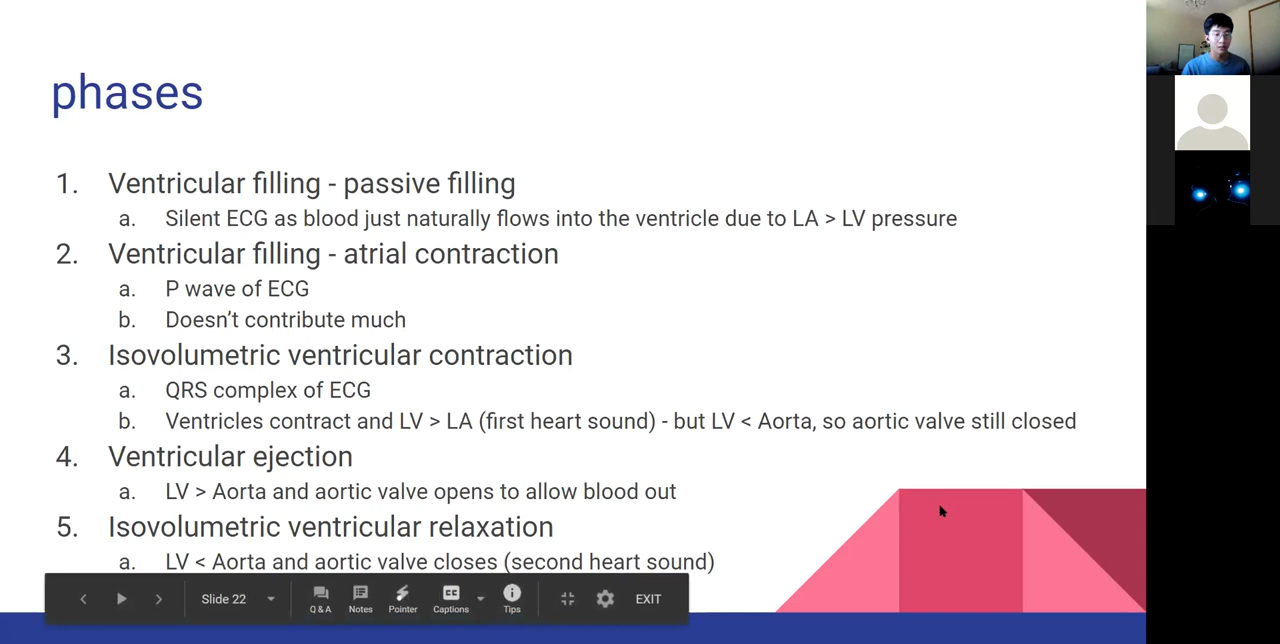 phases
1. Ventricular filling - passive filling
a. Silent ECG as blood just naturally flows into the ventricle due to LA > LV pressure
2. Ventricular filling - atrial contraction
a. P wave of ECG
b. Doesn't contribute much
3. Isovolumetric ventricular contraction
a. QRS complex of ECG
b. Ventricles contract and LV > LA (first heart sound) - but LV < Aorta, so aortic valve still closed
4. Ventricular ejection
a. LV > Aorta and aortic valve opens to allow blood out
5. Isovolumetric ventricular relaxation
a. LV < Aorta and aortic valve closes (second heart sound)
Slide 22
Q & A Notes Pointer CC Captions Tips
EXIT